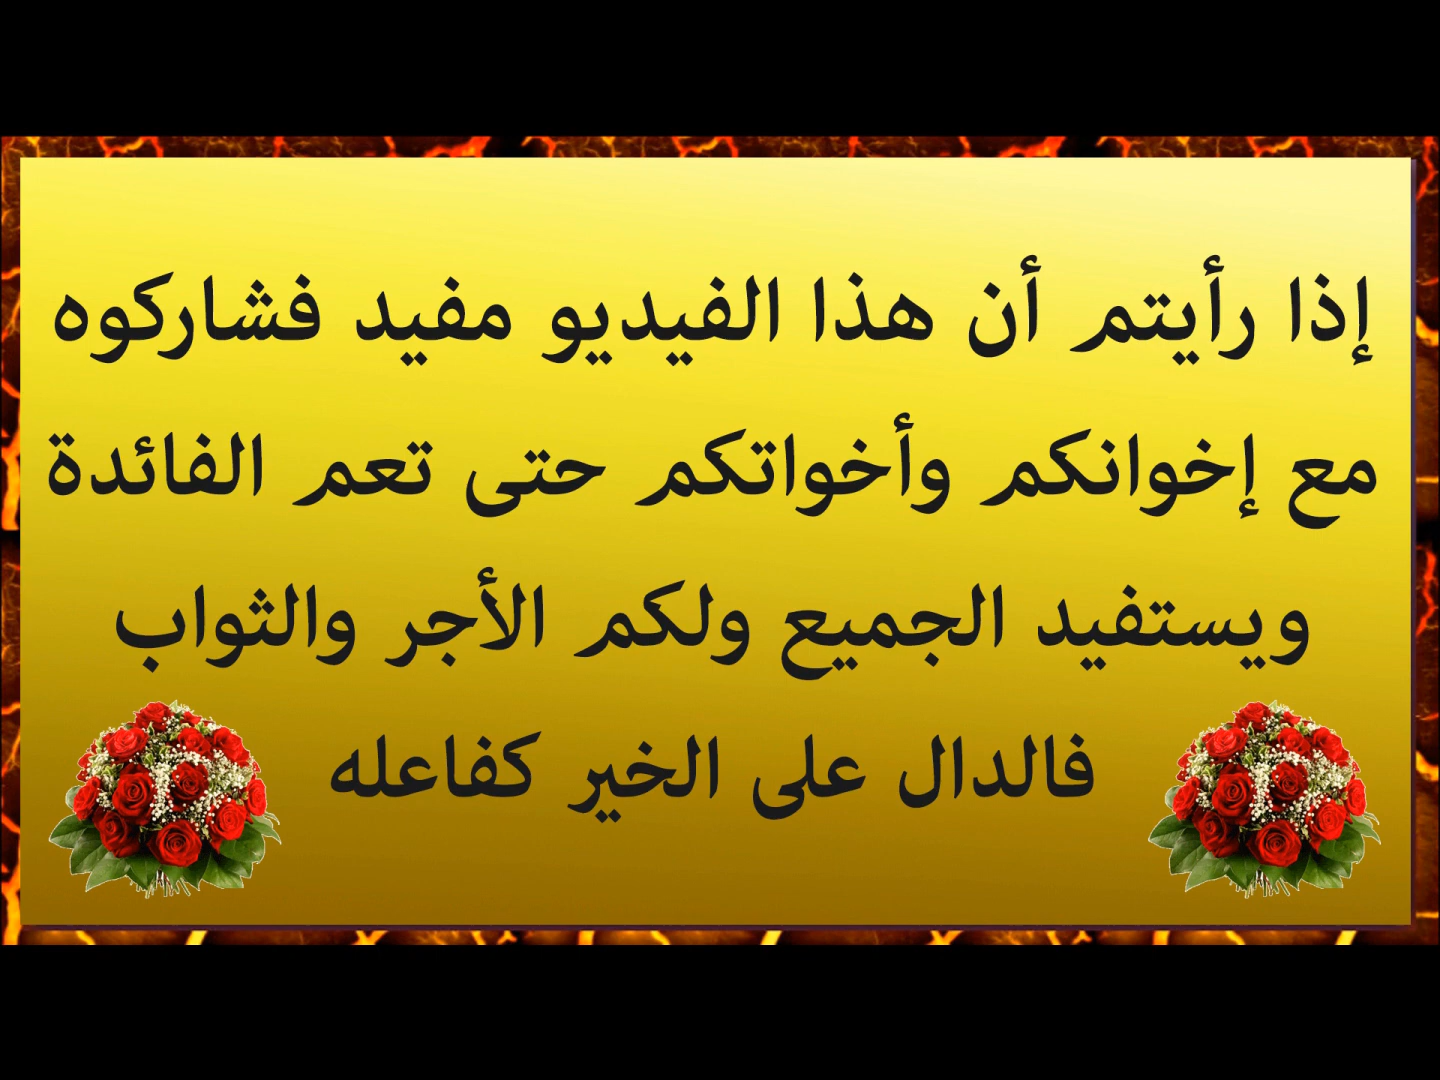 إذا رأيتم أن هذا الفيديو مفيد فشاركوه
مع إخوانكم وأخواتكم حتى تعم الفائدة
ويستفيد الجميع ولكم الأجر والثواب
فالدال على الخير كفاعله